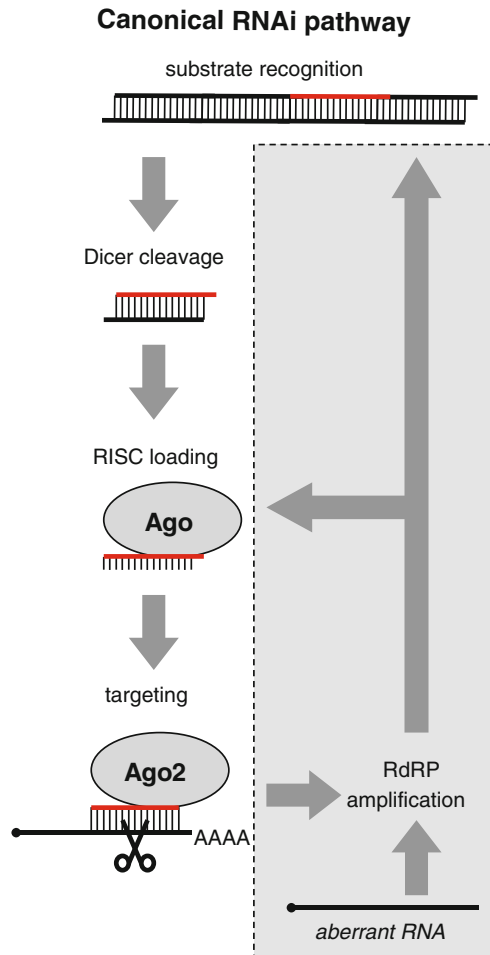 Canonical RNAi pathway
substrate recognition
Dicer cleavage
RISC loading
Ago
targeting
Ago2
AAAA
RdRP
amplification
aberrant RNA